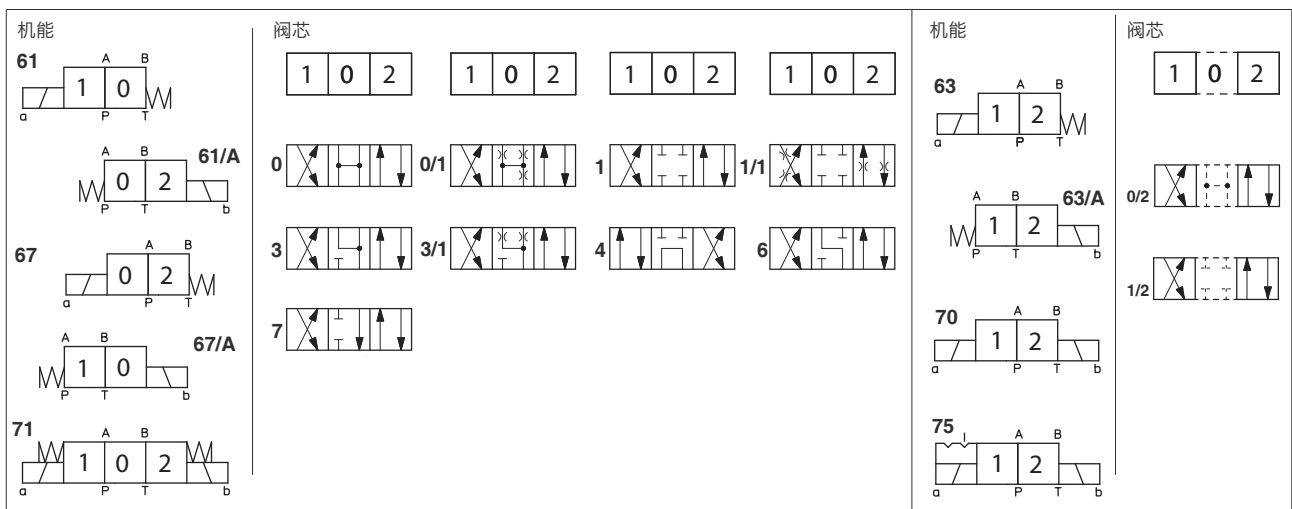 机能
阀芯
61
A B
1 0
a P T
1 0 2
1 0 2
1 0 2
1 0 2
61/A
A B
0 2
P T b
0
0/1
1
1/1
67
A B
0 2
a P T
3
3/1
4
6
67/A
A B
1 0
P T b
7
71
A B
1 0 2
a P T b
机能
阀芯
63
A B
1 2
a P T
1 0 2
63/A
A B
1 2
P T b
0/2
1/2
70
A B
1 2
a P T b
75
A B
1 2
a P T b